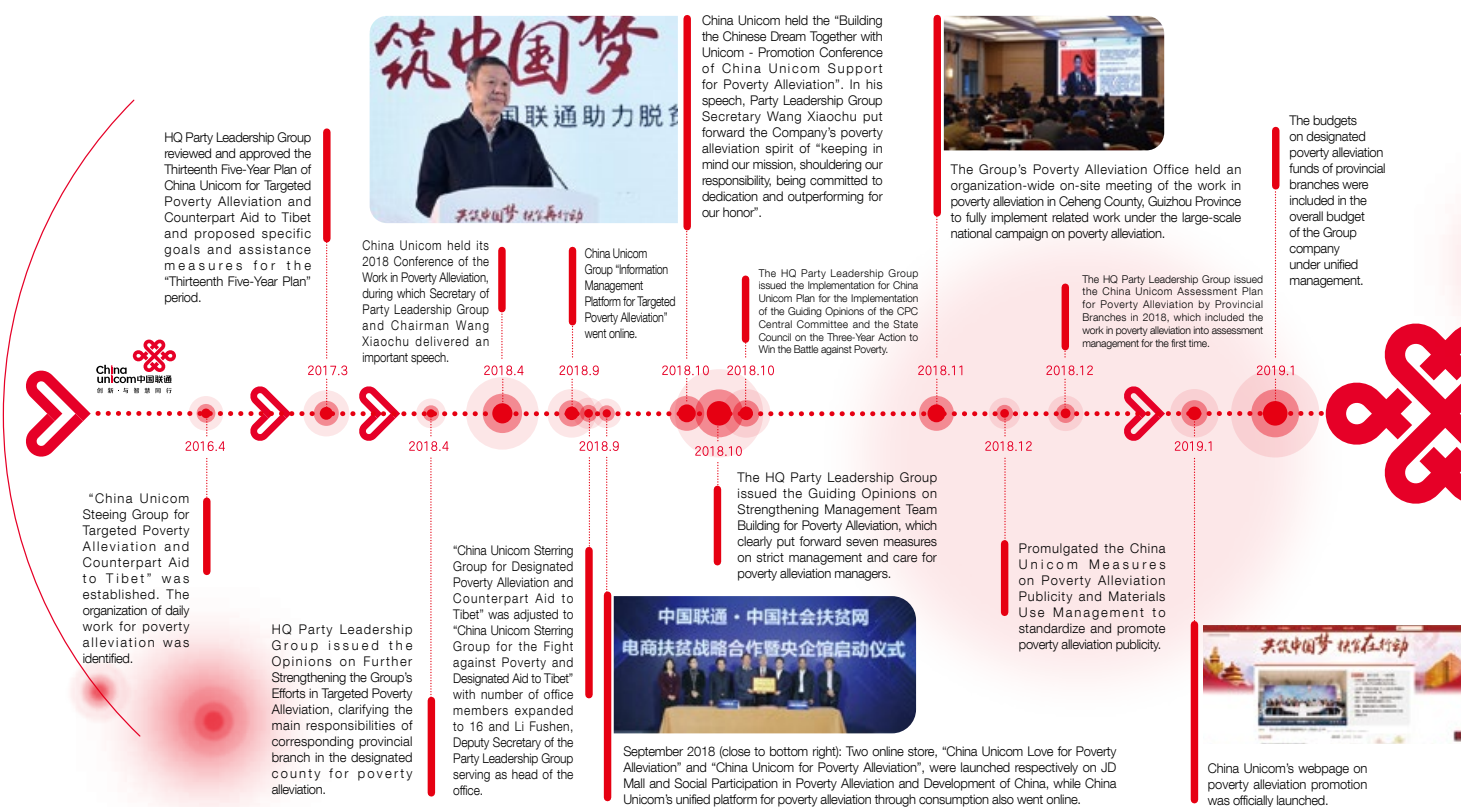 筑中国梦
国联通助力脱贫
共筑中国梦 扶贫再行动
HQ Party Leadership Group
reviewed and approved the
Thirteenth Five-Year Plan of
China Unicom for Targeted
Poverty Alleviation and
Counterpart Aid to Tibet
and proposed specific
goals and assistance
measures for the
“Thirteenth Five-Year Plan”
period.
China Unicom held its
2018 Conference of the
Work in Poverty Alleviation,
during which Secretary of
Party Leadership Group
and Chairman Wang
Xiaochu delivered an
important speech.
China Unicom
Group “Information
Management
Platform for Targeted
Poverty Alleviation”
went online.
China Unicom held the “Building
the Chinese Dream Together with
Unicom - Promotion Conference
of China Unicom Support
for Poverty Alleviation”. In his
speech, Party Leadership Group
Secretary Wang Xiaochu put
forward the Company’s poverty
alleviation spirit of “keeping in
mind our mission, shouldering our
responsibility, being committed to
dedication and outperforming for
our honor”.
The HQ Party Leadership Group
issued the Implementation for China
Unicom Plan for the Implementation
of the Guiding Opinions of the CPC
Central Committee and the State
Council on the Three-Year Action to
Win the Battle against Poverty.
The Group’s Poverty Alleviation Office held an
organization-wide on-site meeting of the work in
poverty alleviation in Ceheng County, Guizhou Province
to fully implement related work under the large-scale
national campaign on poverty alleviation.
The HQ Party Leadership Group issued
the China Unicom Assessment Plan
for Poverty Alleviation by Provincial
Branches in 2018, which included the
work in poverty alleviation into assessment
management for the first time.
The budgets
on designated
poverty alleviation
funds of provincial
branches were
included in the
overall budget
of the Group
company
under unified
management.
China
unicom中国联通
创新·与智慧同行
2017.3
2018.4
2018.9
2018.10
2018.10
2018.11
2018.12
2019.1
2016.4
2018.4
2018.9
2018.10
2018.12
2019.1
“China Unicom
Steeing Group for
Targeted Poverty
Alleviation and
Counterpart Aid
to Tibet” was
established. The
organization of daily
work for poverty
alleviation was
identified.
HQ Party Leadership
Group issued the
Opinions on Further
Strengthening the Group’s
Efforts in Targeted Poverty
Alleviation, clarifying the
main responsibilities of
corresponding provincial
branch in the designated
county for poverty
alleviation.
“China Unicom Sterring
Group for Designated
Poverty Alleviation and
Counterpart Aid to
Tibet” was adjusted to
“China Unicom Sterring
Group for the Fight
against Poverty and
Designated Aid to Tibet”
with number of office
members expanded
to 16 and Li Fushen,
Deputy Secretary of the
Party Leadership Group
serving as head of the
office.
The HQ Party Leadership Group
issued the Guiding Opinions on
Strengthening Management Team
Building for Poverty Alleviation, which
clearly put forward seven measures
on strict management and care for
poverty alleviation managers.
中国联通·中国社会扶贫网
电商扶贫战略合作暨央企馆启动仪式
September 2018 (close to bottom right): Two online store, “China Unicom Love for Poverty
Alleviation” and “China Unicom for Poverty Alleviation”, were launched respectively on JD
Mall and Social Participation in Poverty Alleviation and Development of China, while China
Unicom’s unified platform for poverty alleviation through consumption also went online.
Promulgated the China
Unicom Measures
on Poverty Alleviation
Publicity and Materials
Use Management to
standardize and promote
poverty alleviation publicity.
共筑中国梦 扶贫在行动
China Unicom’s webpage on
poverty alleviation promotion
was officially launched.